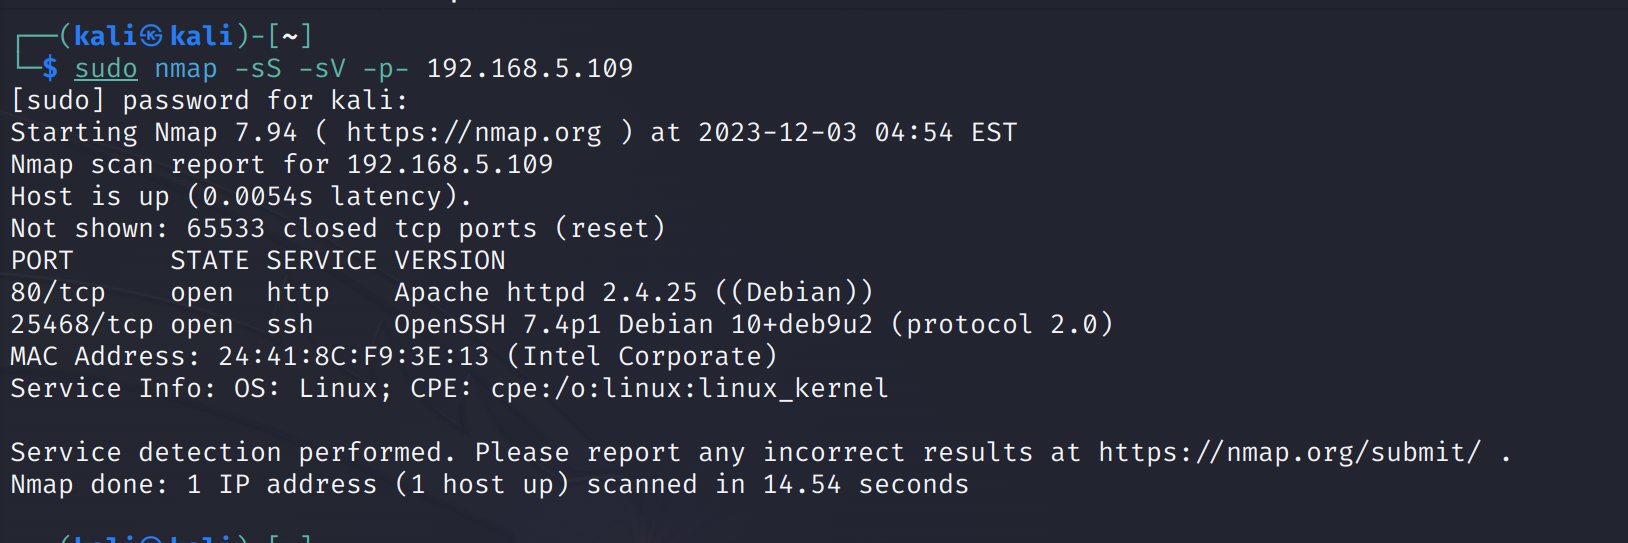 ┌──(kali㉿kali)-[~]
└─$ sudo nmap -sS -sV -p- 192.168.5.109
[sudo] password for kali:
Starting Nmap 7.94 ( https://nmap.org ) at 2023-12-03 04:54 EST
Nmap scan report for 192.168.5.109
Host is up (0.0054s latency).
Not shown: 65533 closed tcp ports (reset)
PORT      STATE SERVICE VERSION
80/tcp    open  http    Apache httpd 2.4.25 ((Debian))
25468/tcp open  ssh     OpenSSH 7.4p1 Debian 10+deb9u2 (protocol 2.0)
MAC Address: 24:41:8C:F9:3E:13 (Intel Corporate)
Service Info: OS: Linux; CPE: cpe:/o:linux:linux_kernel
Service detection performed. Please report any incorrect results at https://nmap.org/submit/ .
Nmap done: 1 IP address (1 host up) scanned in 14.54 seconds
┌──(kali㉿kali)-[~]